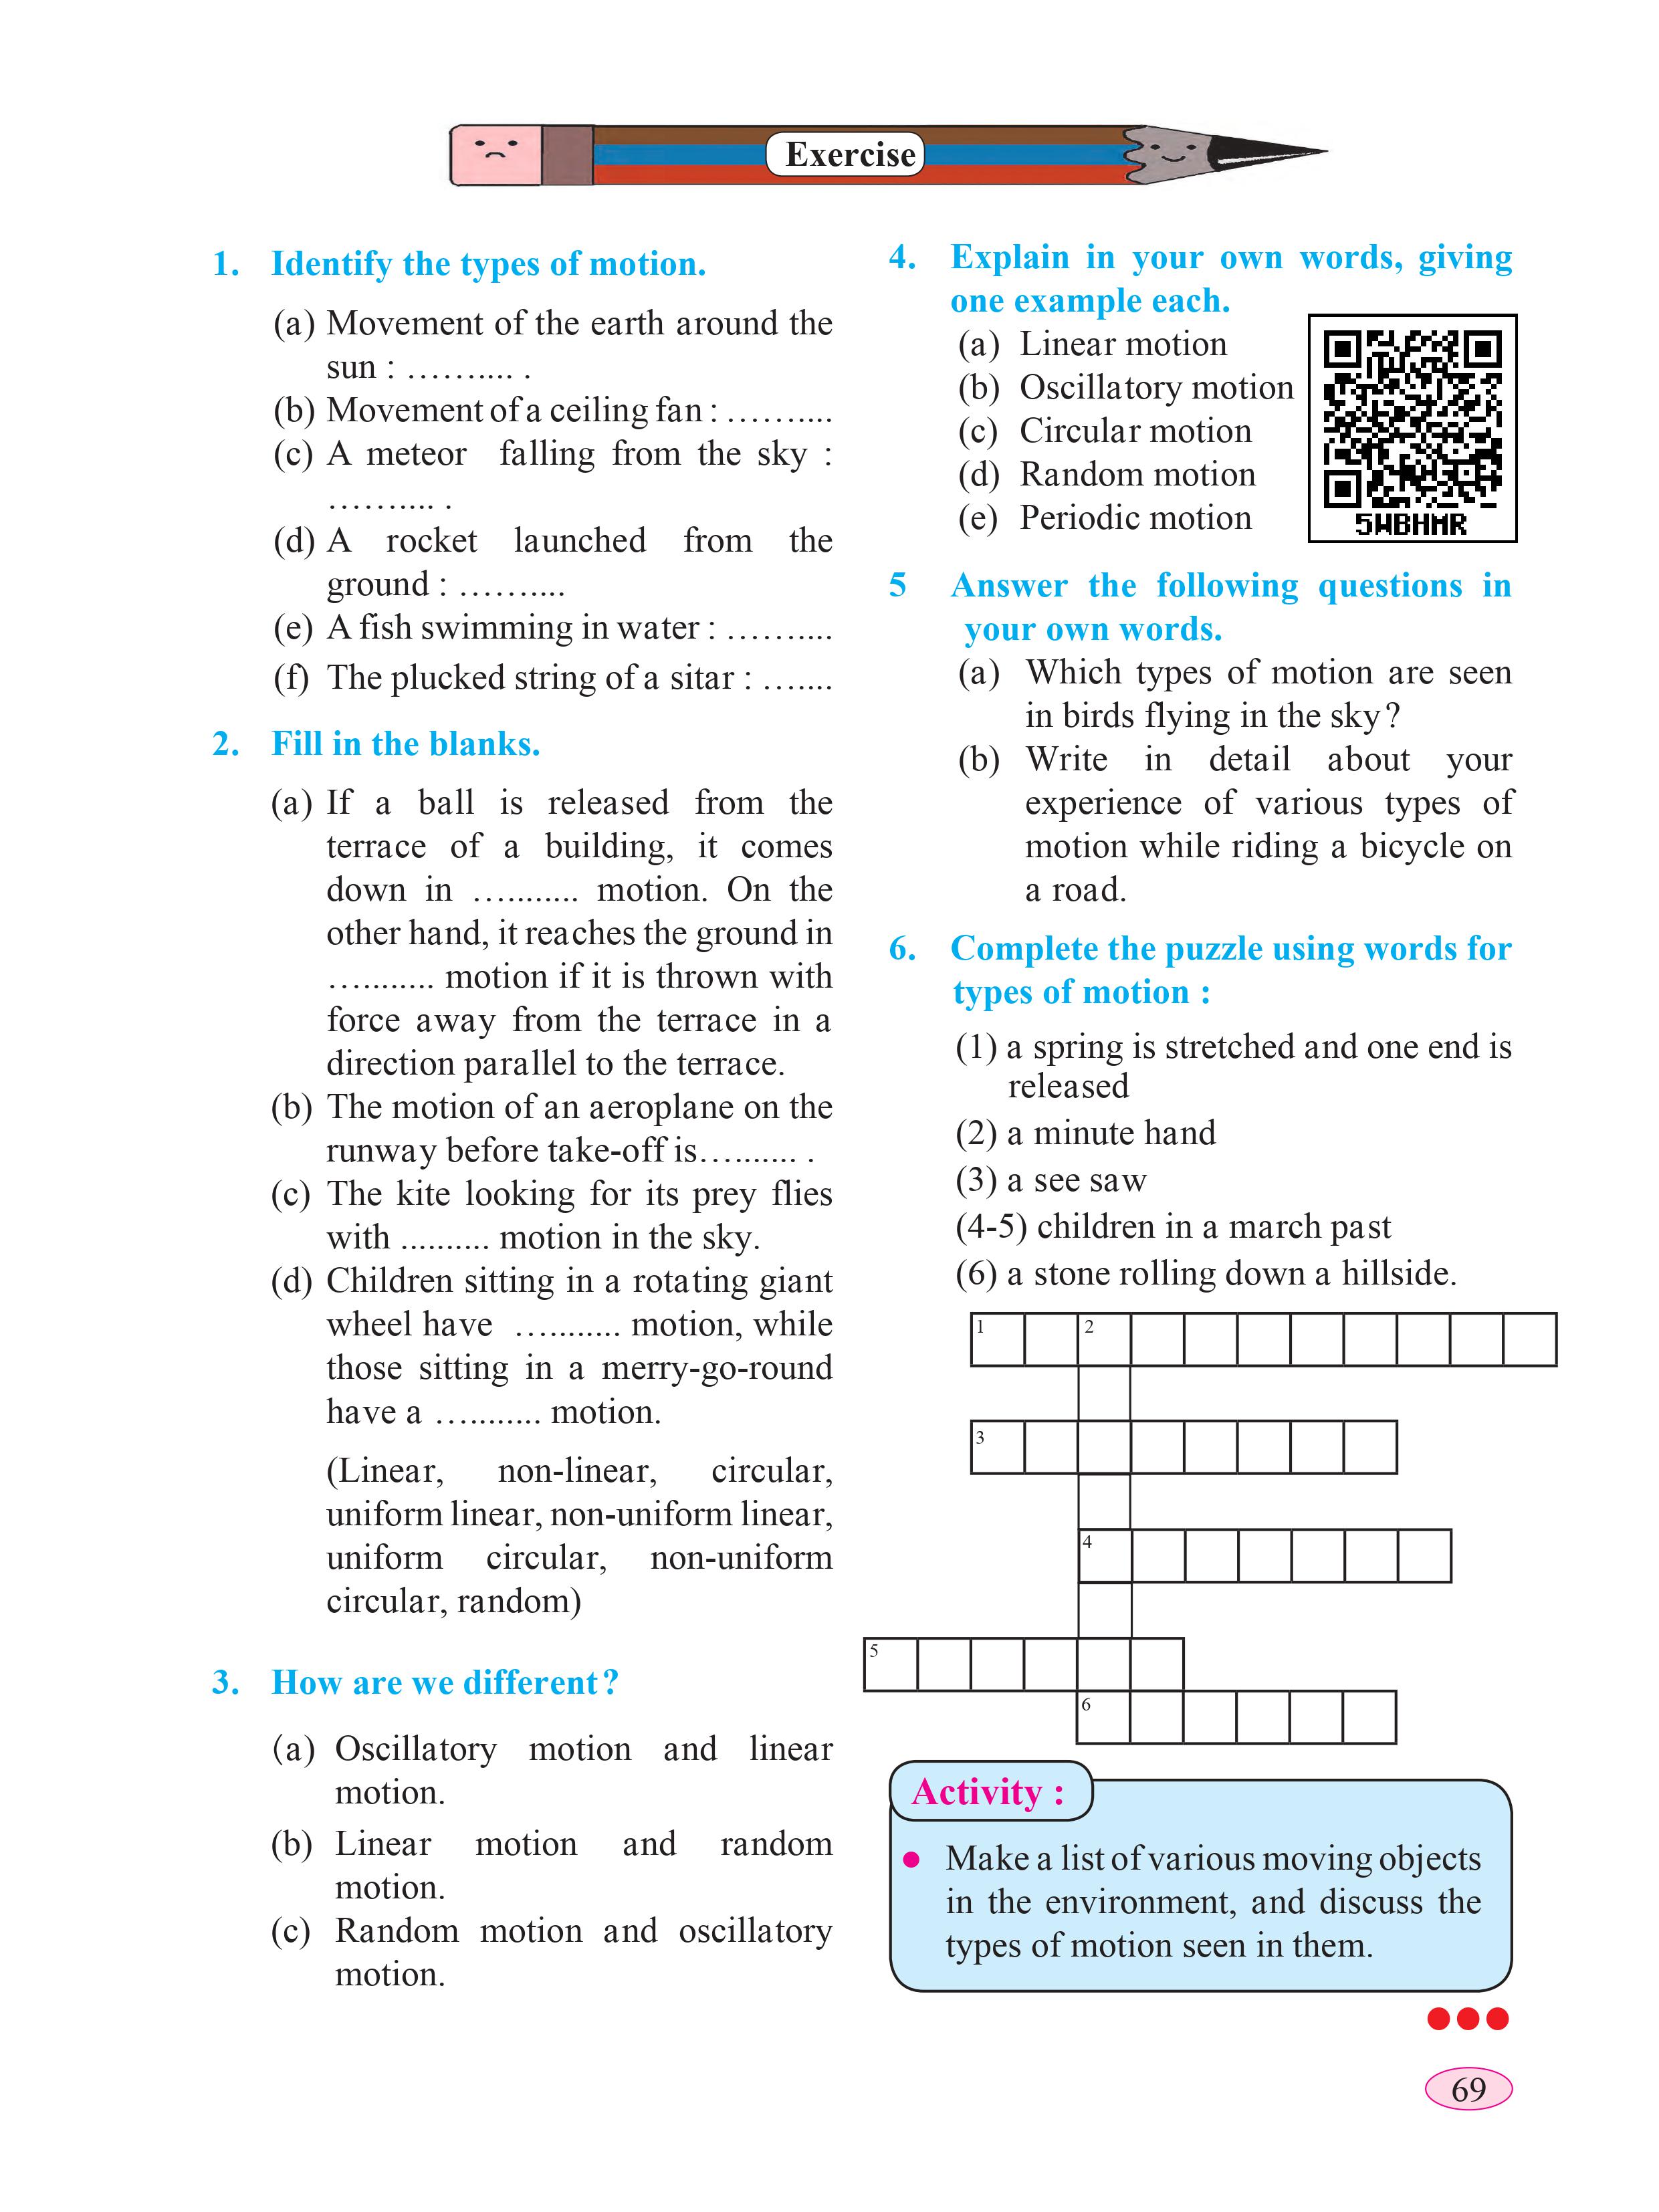 Exercise
1. Identify the types of motion.
(a) Movement of the earth around the
sun : ……….... .
(b) Movement of a ceiling fan : ………....
(c) A meteor falling from the sky :
……….... .
(d) A rocket launched from the
ground : ………....
(e) A fish swimming in water : ………....
(f) The plucked string of a sitar : …....
2. Fill in the blanks.
(a) If a ball is released from the
terrace of a building, it comes
down in …........ motion. On the
other hand, it reaches the ground in
…........ motion if it is thrown with
force away from the terrace in a
direction parallel to the terrace.
(b) The motion of an aeroplane on the
runway before take-off is…....... .
(c) The kite looking for its prey flies
with .......... motion in the sky.
(d) Children sitting in a rotating giant
wheel have …........ motion, while
those sitting in a merry-go-round
have a …........ motion.
(Linear, non-linear, circular,
uniform linear, non-uniform linear,
uniform circular, non-uniform
circular, random)
3. How are we different?
(a) Oscillatory motion and linear
motion.
(b) Linear motion and random
motion.
(c) Random motion and oscillatory
motion.
4. Explain in your own words, giving
one example each.
(a) Linear motion
(b) Oscillatory motion
(c) Circular motion
(d) Random motion
(e) Periodic motion
5WBHMR
5 Answer the following questions in
your own words.
(a) Which types of motion are seen
in birds flying in the sky?
(b) Write in detail about your
experience of various types of
motion while riding a bicycle on
a road.
6. Complete the puzzle using words for
types of motion :
(1) a spring is stretched and one end is
released
(2) a minute hand
(3) a see saw
(4-5) children in a march past
(6) a stone rolling down a hillside.
1 2
3
4
5
6
Activity :
● Make a list of various moving objects
in the environment, and discuss the
types of motion seen in them.
69